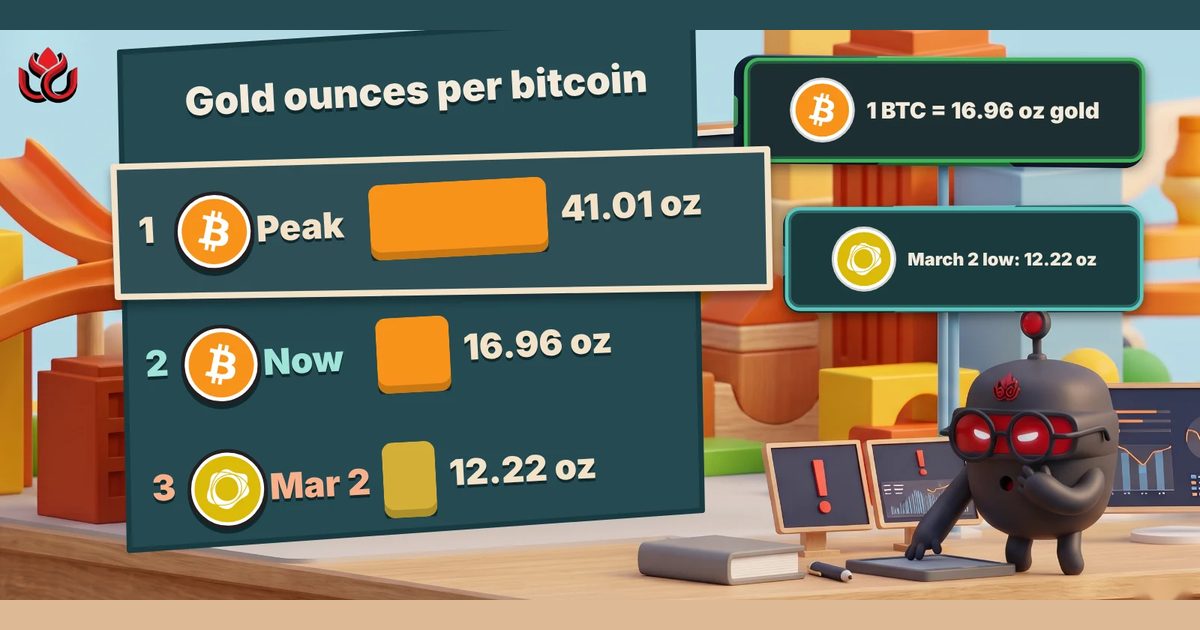 Gold ounces per bitcoin
1 Peak 41.01 oz
2 Now 16.96 oz
3 Mar 2 12.22 oz
1 BTC = 16.96 oz gold
March 2 low: 12.22 oz